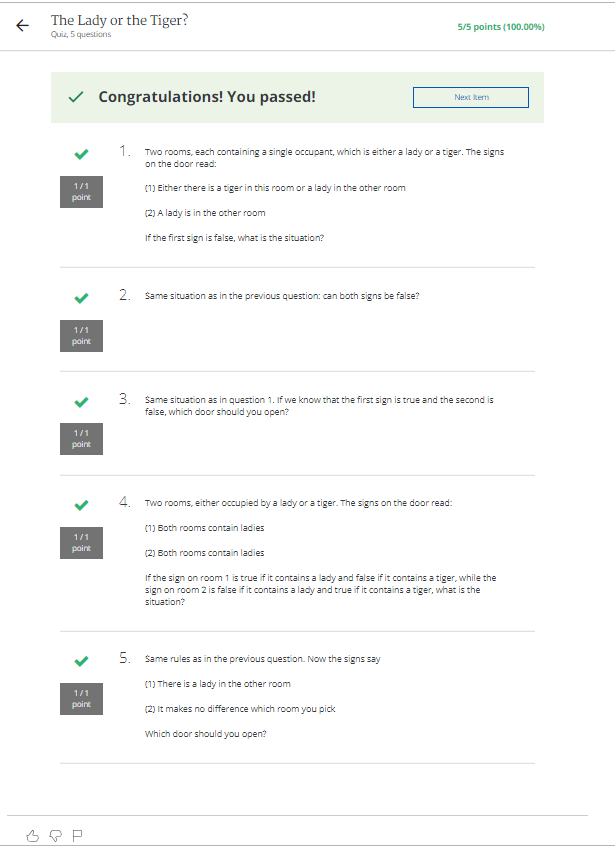 The Lady or the Tiger?
Quiz, 5 questions
5/5 points (100.00%)
Congratulations! You passed!
Next Item
1. Two rooms, each containing a single occupant, which is either a lady or a tiger. The signs
on the door read:
1 / 1
point
(1) Either there is a tiger in this room or a lady in the other room
(2) A lady is in the other room
If the first sign is false, what is the situation?
2. Same situation as in the previous question: can both signs be false?
1 / 1
point
3. Same situation as in question 1. If we know that the first sign is true and the second is
false, which door should you open?
1 / 1
point
4. Two rooms, either occupied by a lady or a tiger. The signs on the door read:
(1) Both rooms contain ladies
1 / 1
point
(2) Both rooms contain ladies
If the sign on room 1 is true if it contains a lady and false if it contains a tiger, while the
sign on room 2 is false if it contains a lady and true if it contains a tiger, what is the
situation?
5. Same rules as in the previous question. Now the signs say
(1) There is a lady in the other room
1 / 1
point
(2) It makes no difference which room you pick
Which door should you open?